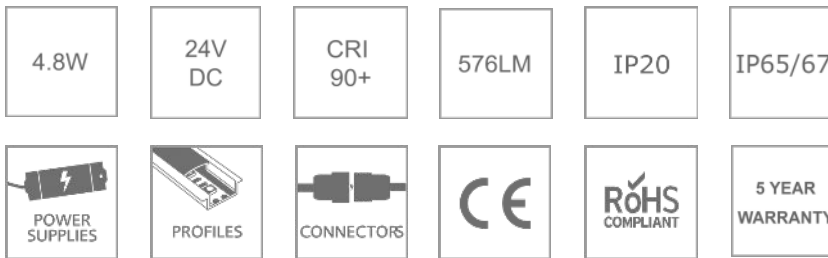 4.8W
24V
DC
CRI
90+
576LM
IP20
IP65/67
POWER
SUPPLIES
PROFILES
CONNECTORS
CE
RoHS
COMPLIANT
5 YEAR
WARRANTY